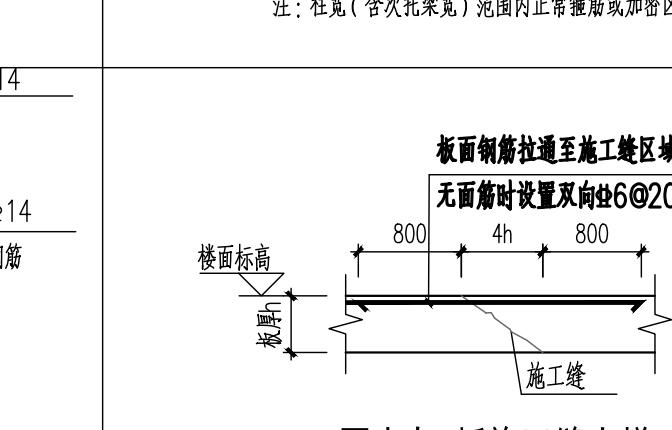 注：柱宽（含次托梁宽）范围内正常箍筋或加密区
14
板面钢筋拉通至施工缝区域
14
无面筋时设置双向⌀6@20
800
4h
800
筋
楼面标高
板厚h
施工缝